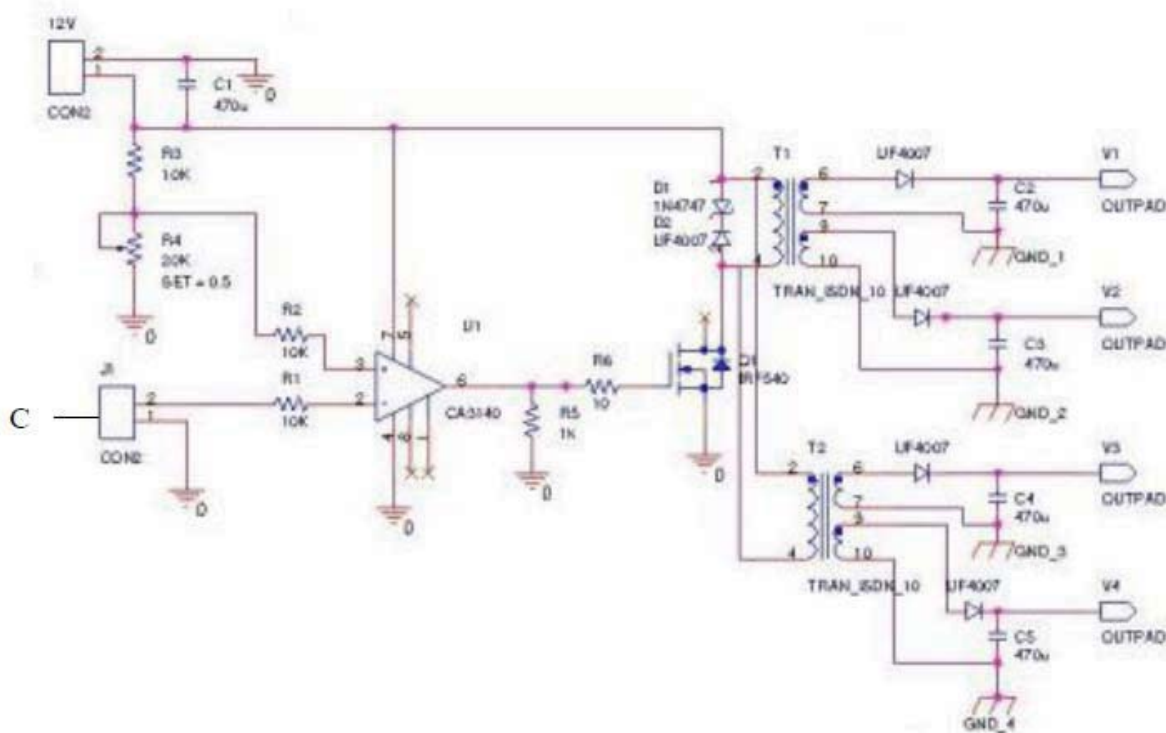 12V
2
1
CON2
C1
470u
0
R3
10K
R4
20K
SET = 0.5
0
R2
10K
R1
10K
J1
2
1
CON2
C
0
3
2
7
5
U1
6
CA3140
4
8
1
0
R5
1K
0
R6
10
Q1
IRF540
0
D1
1N4747
D2
UF4007
T1
2
4
6
7
9
10
TRAN_ISDN_10
UF4007
C2
470u
GND_1
V1
OUTPAD
UF4007
C3
470u
GND_2
V2
OUTPAD
T2
2
4
6
7
9
10
TRAN_ISDN_10
UF4007
C4
470u
GND_3
V3
OUTPAD
UF4007
C5
470u
GND_4
V4
OUTPAD